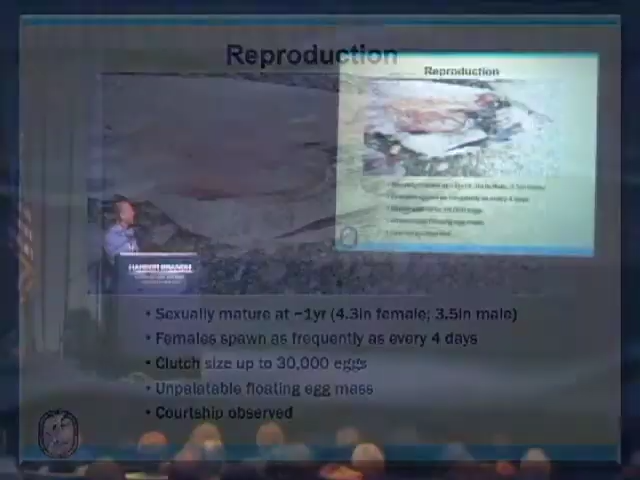 Reproduction
Reproduction
• Sexually mature at ~1yr (4.3in female; 3.5in male)
• Females spawn as frequently as every 4 days
• Clutch size up to 30,000 eggs
• Unpalatable floating egg mass
• Courtship observed